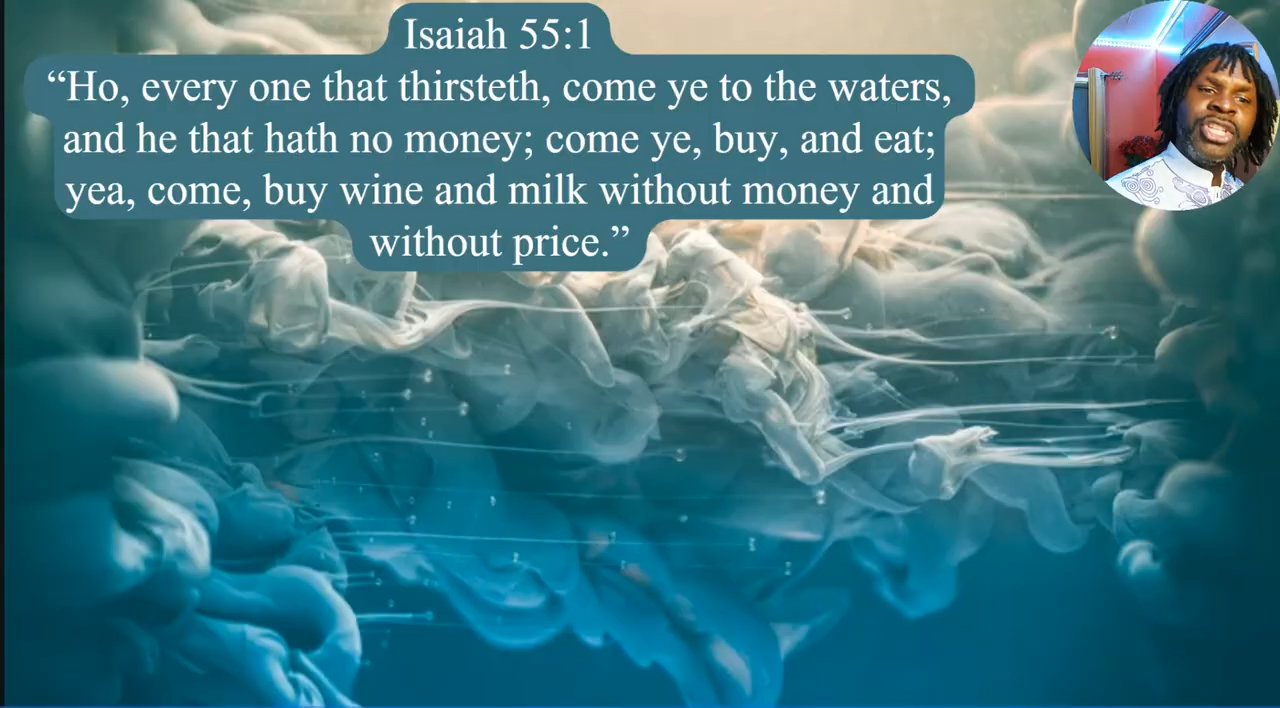 Isaiah 55:1
“Ho, every one that thirsteth, come ye to the waters,
and he that hath no money; come ye, buy, and eat;
yea, come, buy wine and milk without money and
without price.”